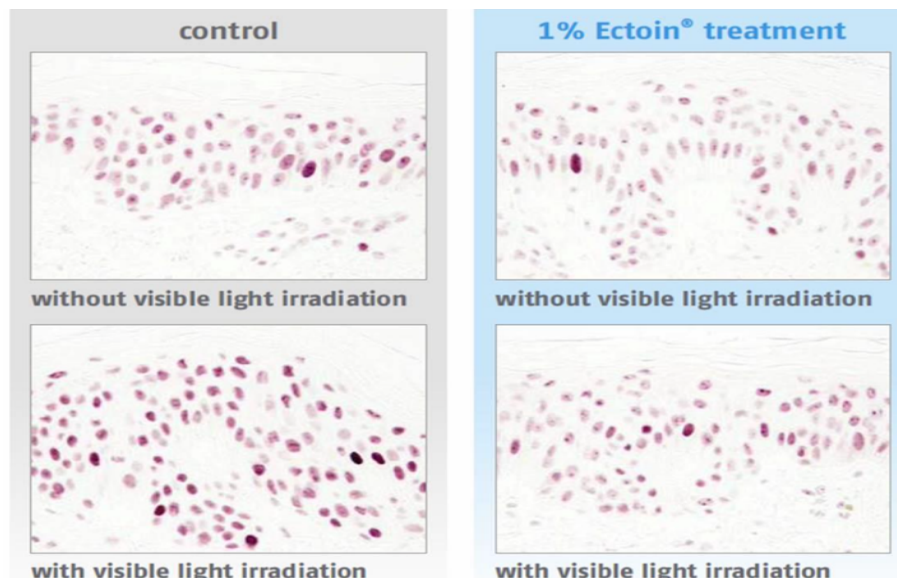 control
1% Ectoin® treatment
without visible light irradiation
without visible light irradiation
with visible light irradiation
with visible light irradiation